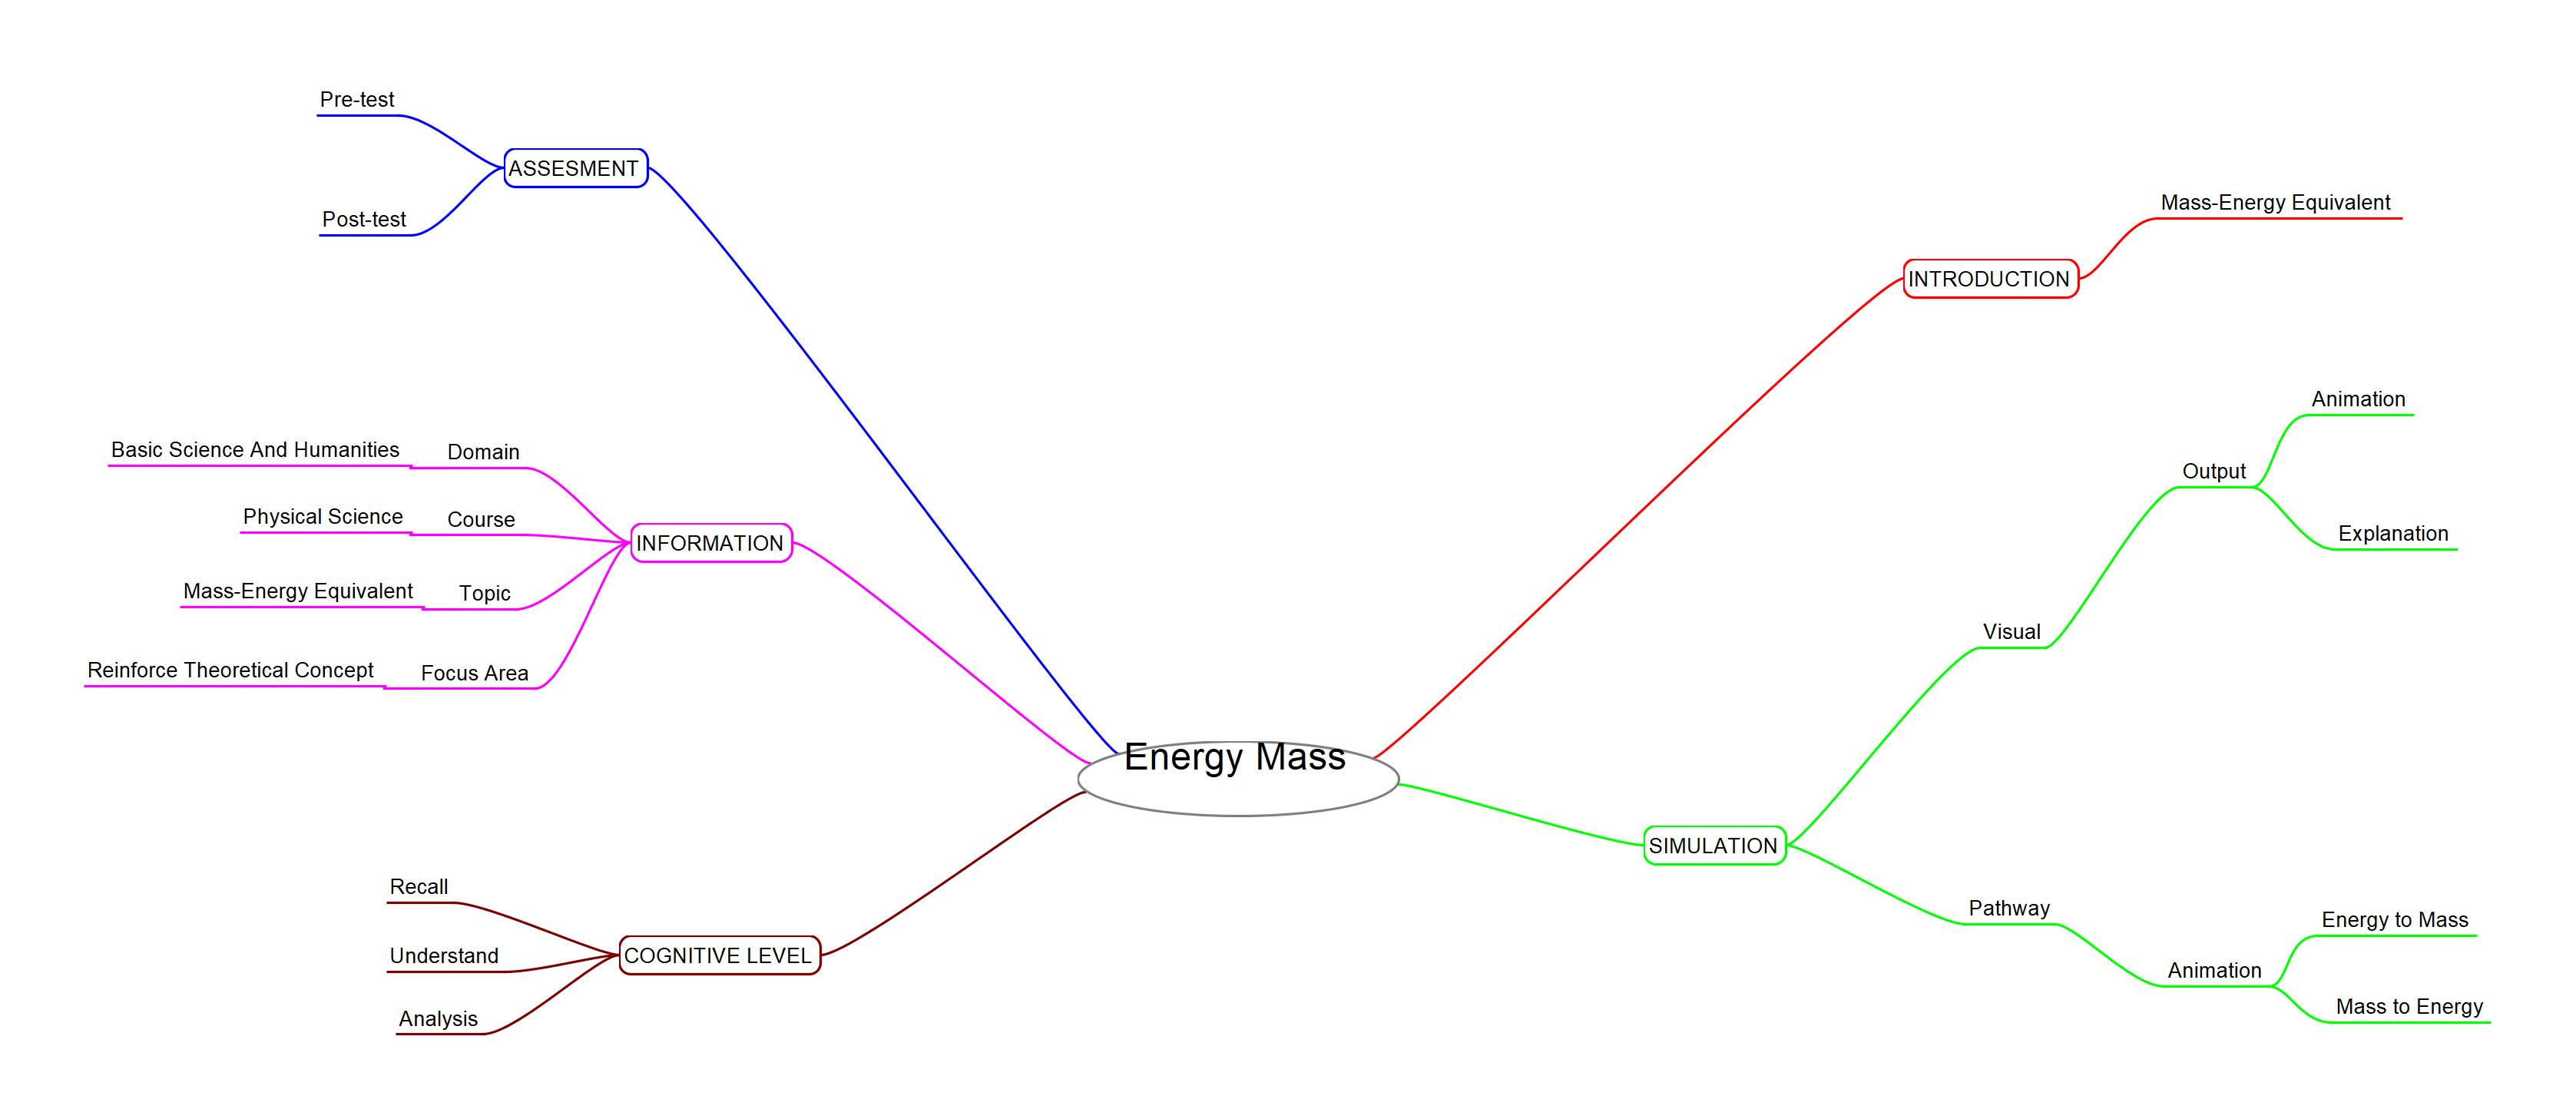 Pre-test
ASSESMENT
Post-test
Basic Science And Humanities
Domain
Physical Science
Course
INFORMATION
Mass-Energy Equivalent
Topic
Reinforce Theoretical Concept
Focus Area
Recall
Understand
COGNITIVE LEVEL
Analysis
Energy Mass
Mass-Energy Equivalent
INTRODUCTION
Animation
Output
Explanation
Visual
SIMULATION
Pathway
Energy to Mass
Animation
Mass to Energy